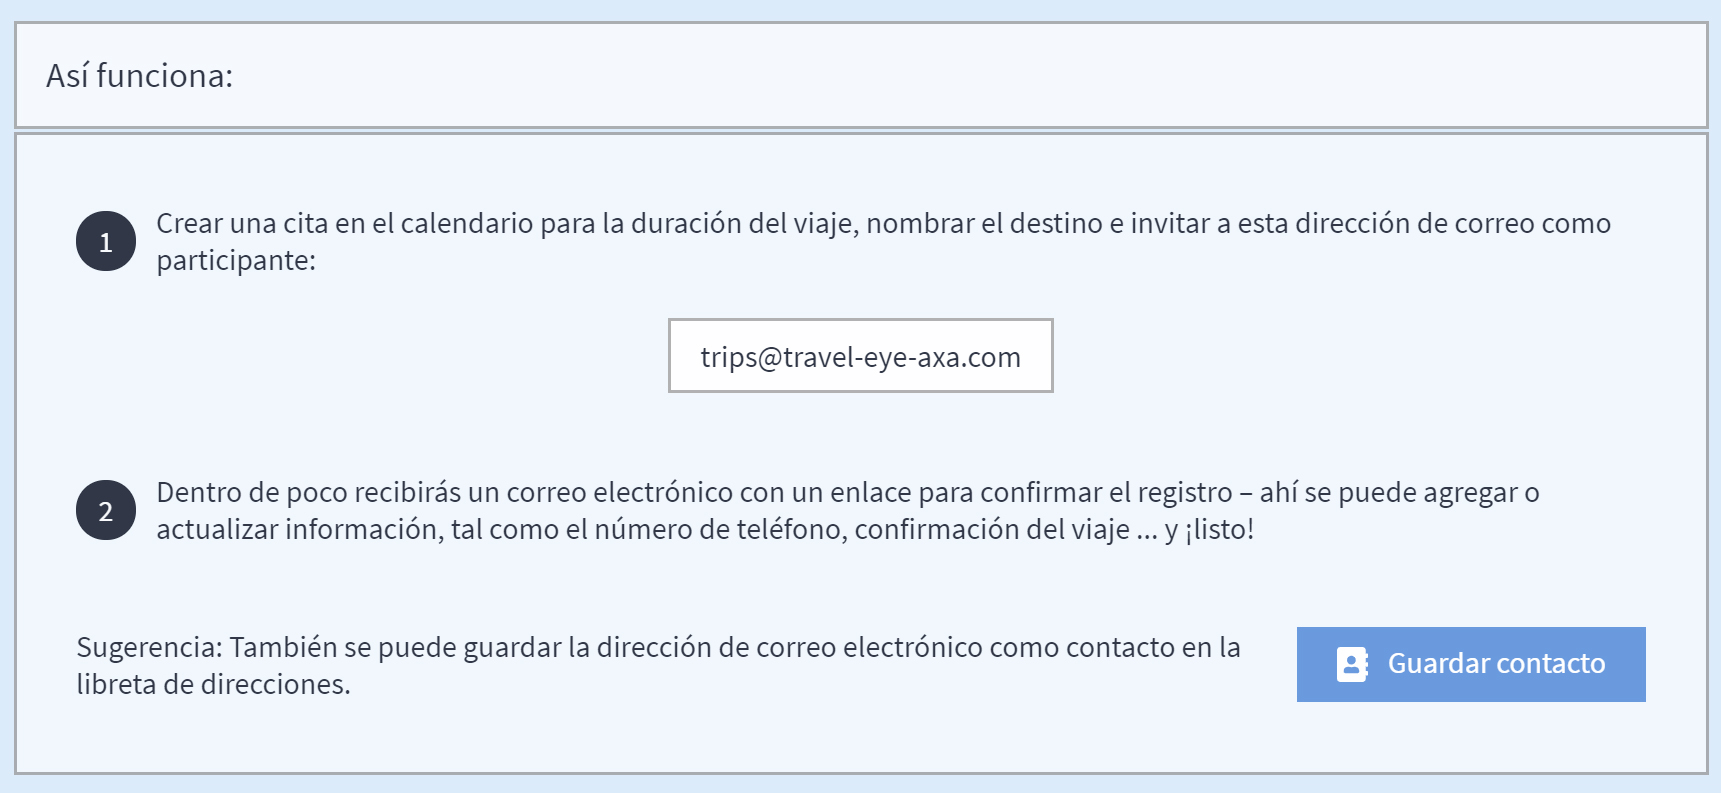 Así funciona:
1
Crear una cita en el calendario para la duración del viaje, nombrar el destino e invitar a esta dirección de correo como
participante:
trips@travel-eye-axa.com
2
Dentro de poco recibirás un correo electrónico con un enlace para confirmar el registro – ahí se puede agregar o
actualizar información, tal como el número de teléfono, confirmación del viaje ... y ¡listo!
Sugerencia: También se puede guardar la dirección de correo electrónico como contacto en la
libreta de direcciones.
Guardar contacto